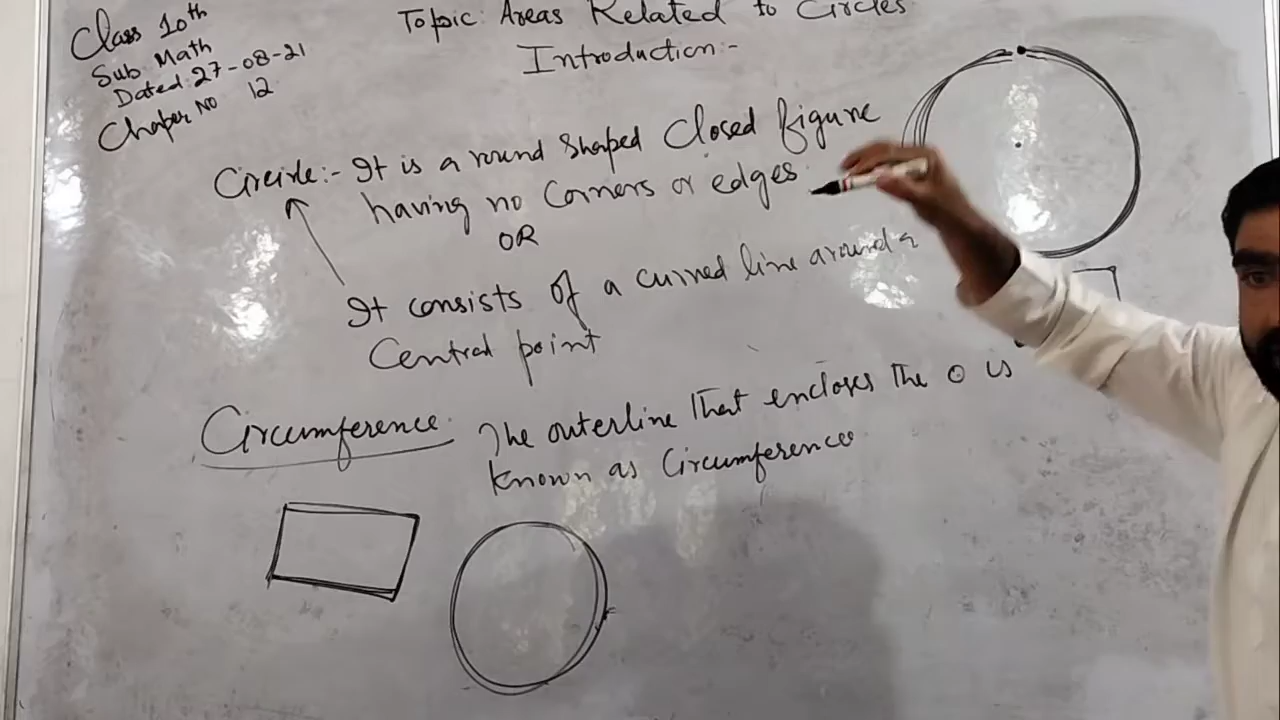 Class 10th
Sub Math
Dated 27-08-21
Chaper No 12
Topic: Areas Related to Circles
Introduction:-
Circirle:- It is a round shaped Closed figure
having no Corners or edges.
OR
It consists of a curved line around a
Central point
Circumference. The outerline that encloses the O is
known as Circumference